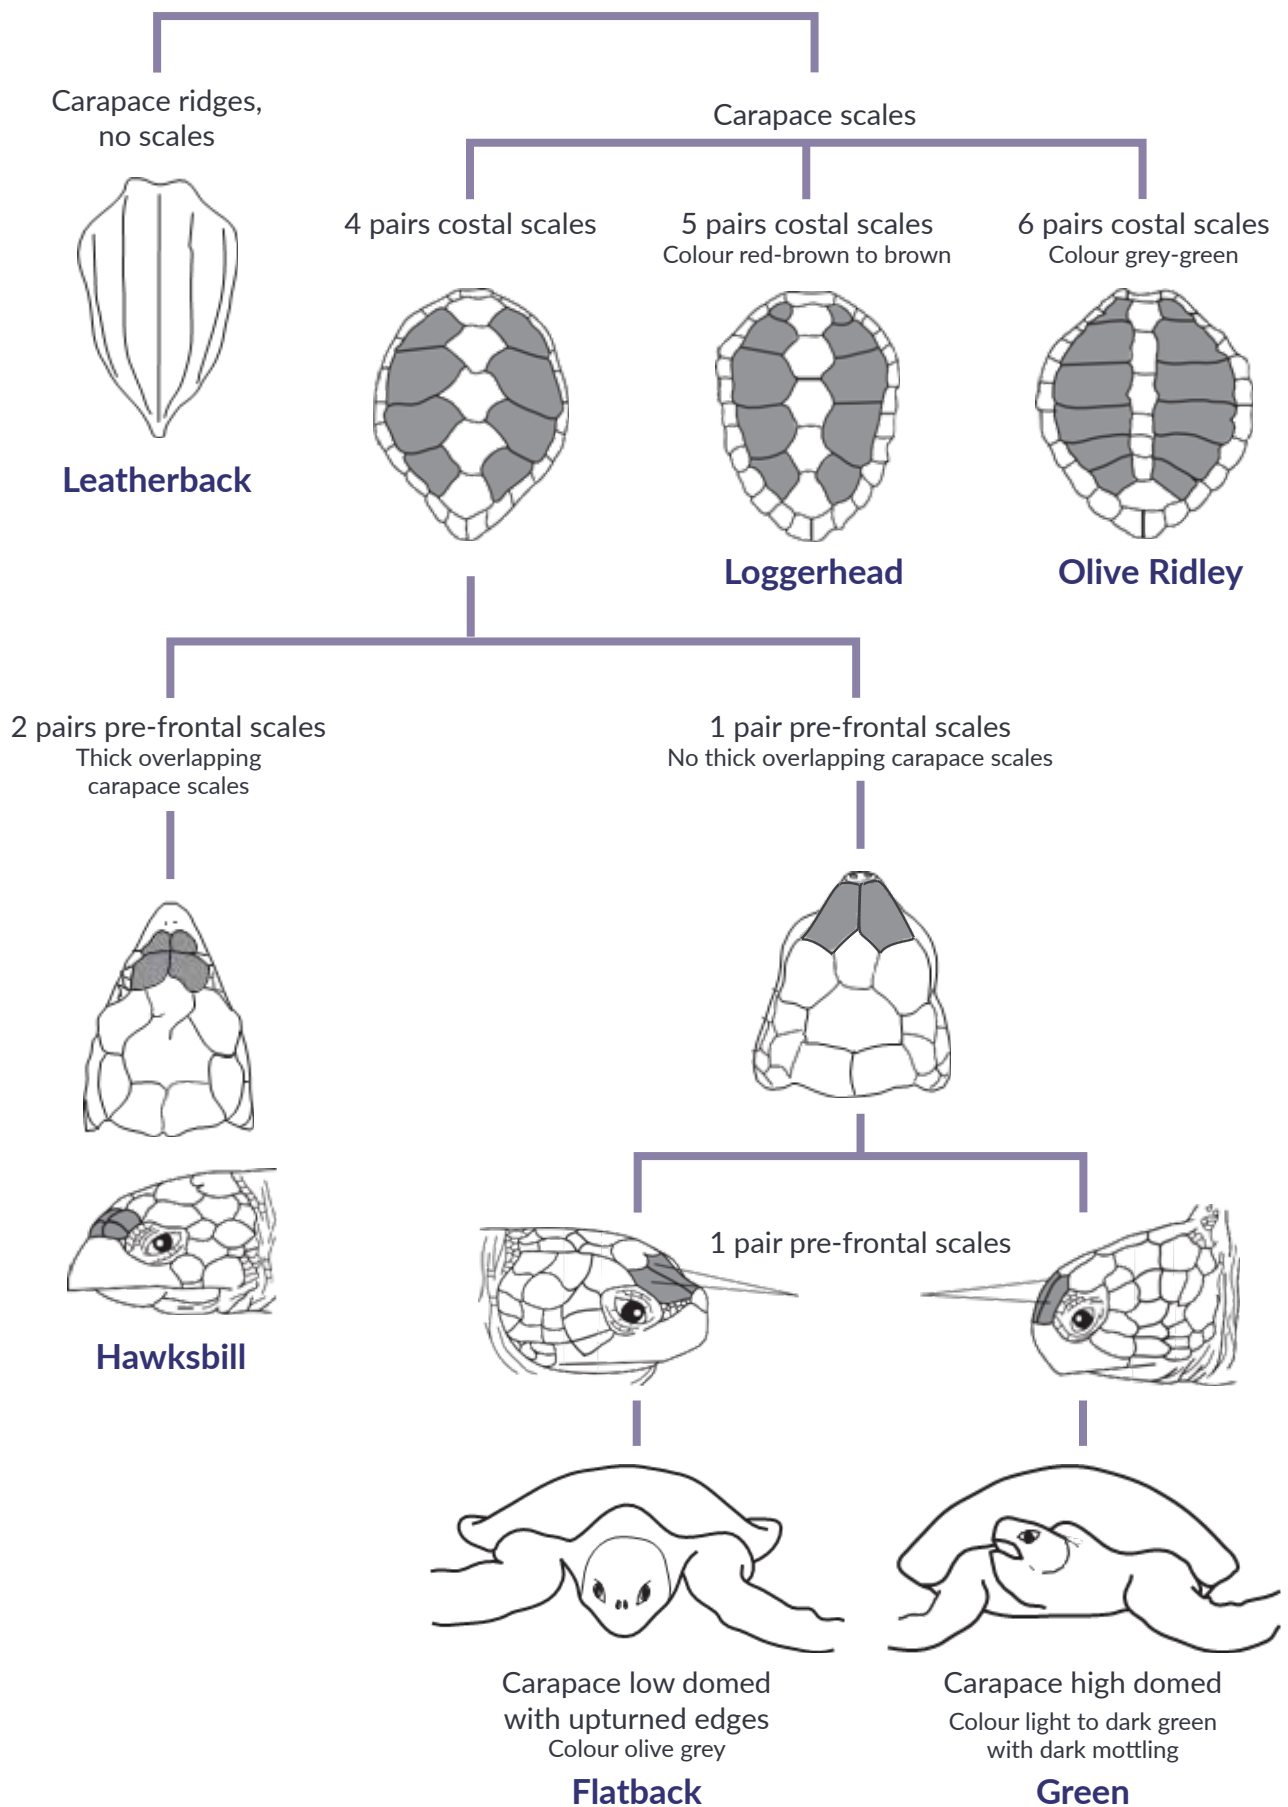 Carapace ridges,
no scales
Carapace scales
4 pairs costal scales
5 pairs costal scales
Colour red-brown to brown
6 pairs costal scales
Colour grey-green
Leatherback
Loggerhead
Olive Ridley
2 pairs pre-frontal scales
Thick overlapping
carapace scales
1 pair pre-frontal scales
No thick overlapping carapace scales
1 pair pre-frontal scales
Hawksbill
Carapace low domed
with upturned edges
Colour olive grey
Flatback
Carapace high domed
Colour light to dark green
with dark mottling
Green